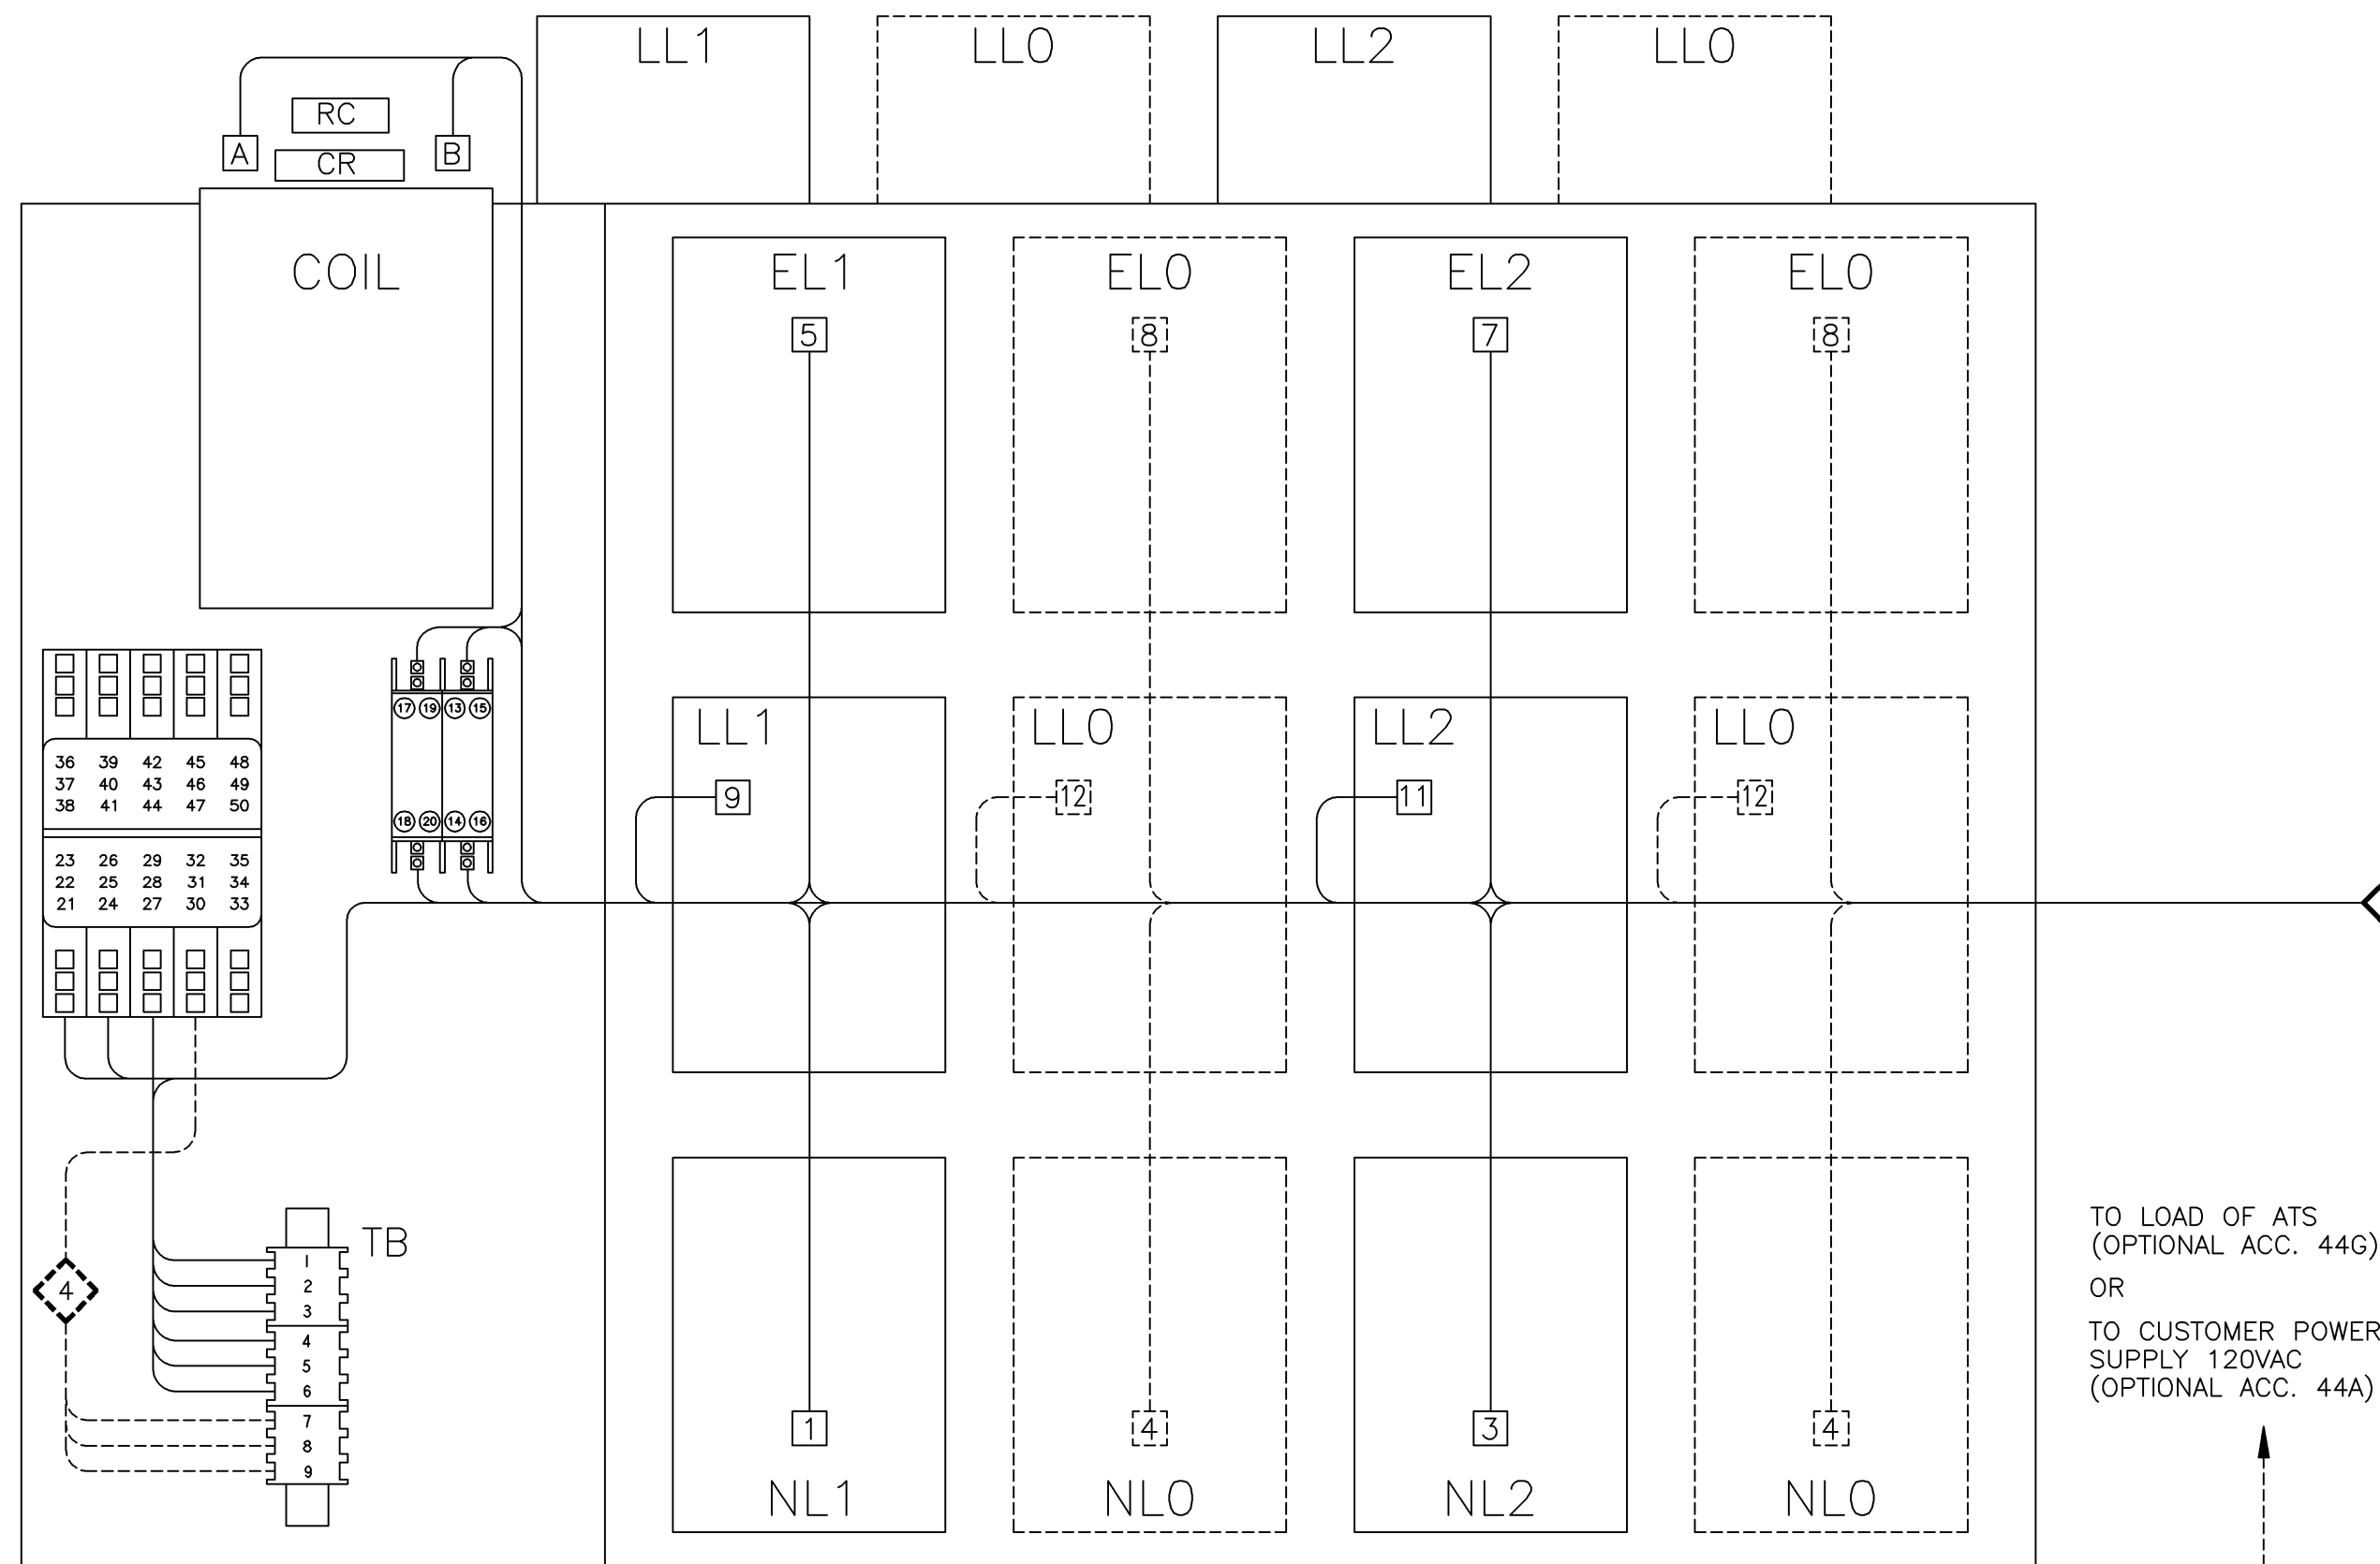 LL1 LL0 LL2 LL0
RC
A CR B
COIL EL1 EL0 EL2 EL0
5 8 7 8
17 19 13 15
LL1 LL0 LL2 LL0
36 39 42 45 48
37 40 43 46 49
38 41 44 47 50
9 12 11 12
18 20 14 16
23 26 29 32 35
22 25 28 31 34
21 24 27 30 33
TB
1
2
3
4
5
6
7
8
9
4
1 4 3 4
NL1 NL0 NL2 NL0
TO LOAD OF ATS
(OPTIONAL ACC. 44G)
OR
TO CUSTOMER POWER
SUPPLY 120VAC
(OPTIONAL ACC. 44A)